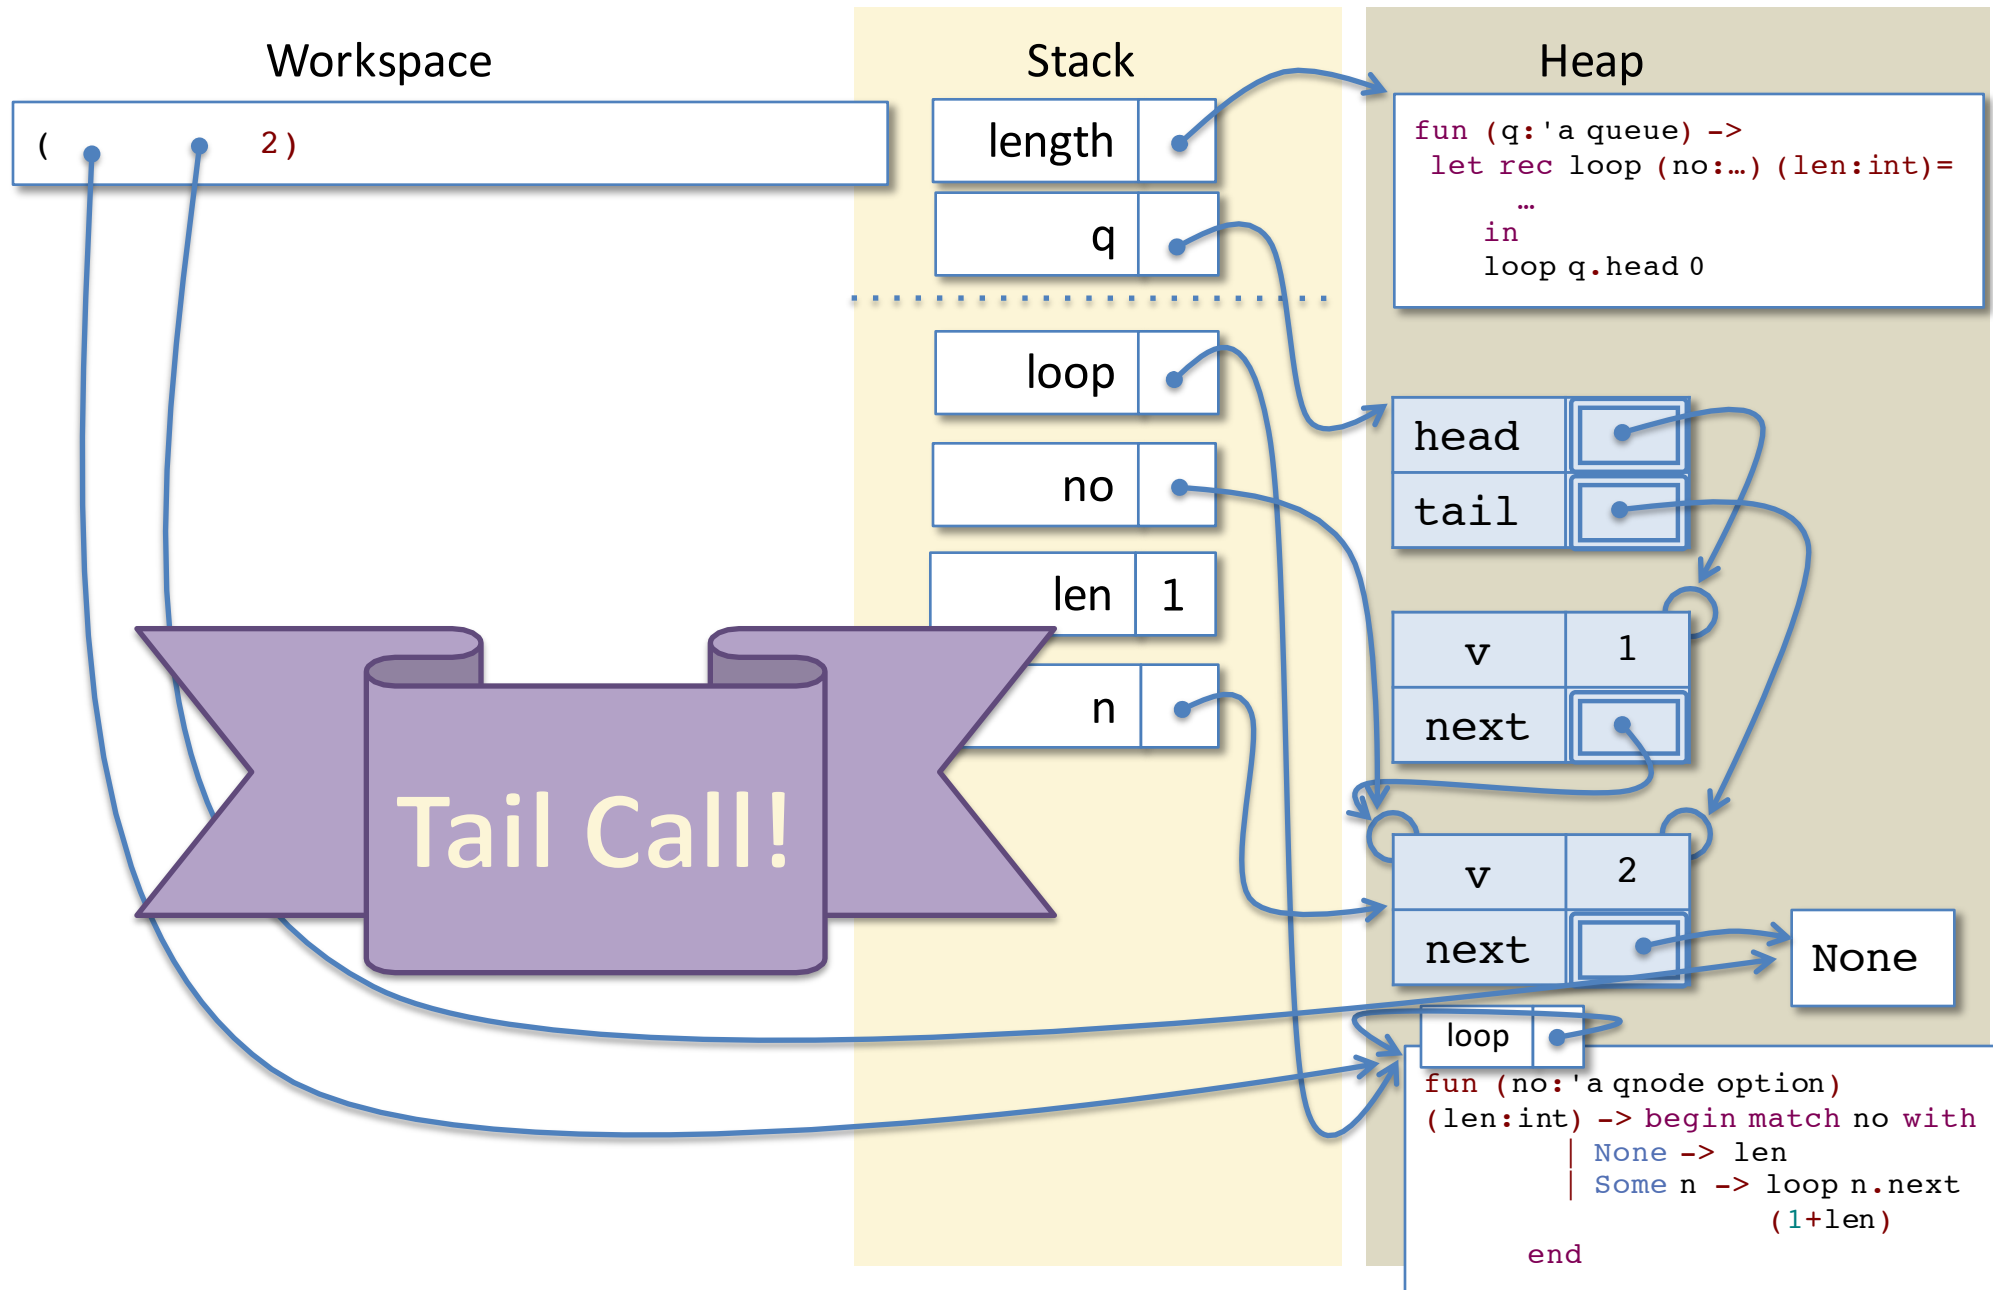 Workspace
( 2)
Stack
length
q
loop
no
len 1
n
Tail Call!
Heap
fun (q:'a queue) ->
let rec loop (no:…) (len:int)=
…
in
loop q.head 0
head
tail
v 1
next
v 2
next
None
loop
fun (no:'a qnode option)
(len:int) -> begin match no with
| None -> len
| Some n -> loop n.next
(1+len)
end